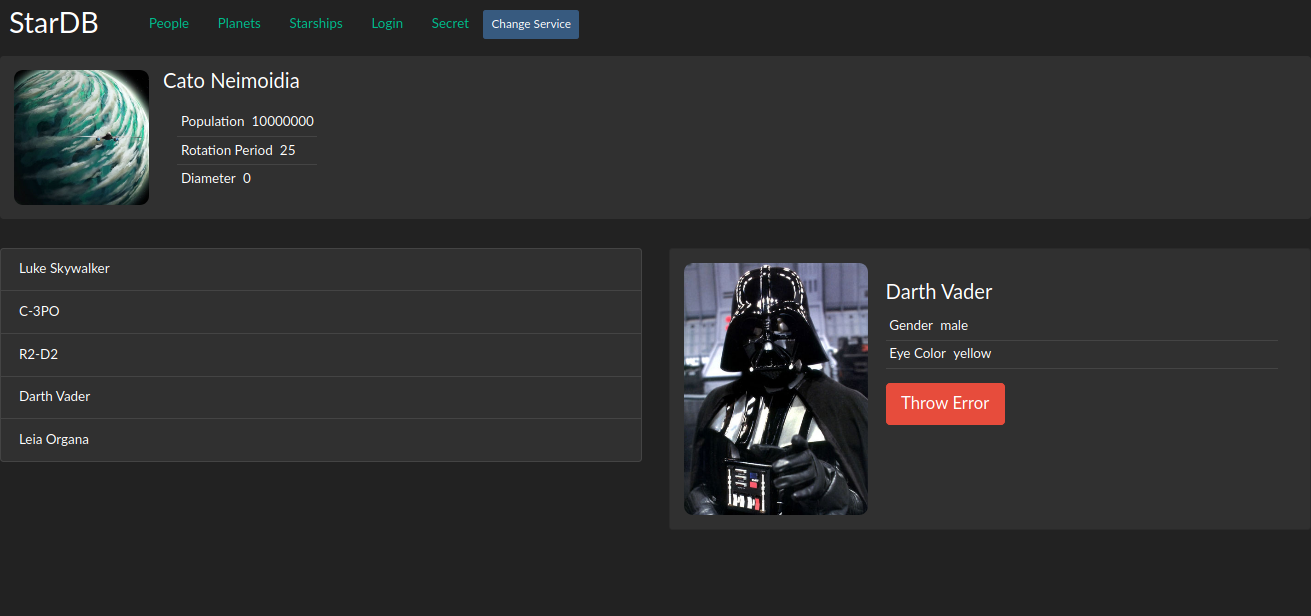 StarDB People Planets Starships Login Secret Change Service
Cato Neimoidia
Population 10000000
Rotation Period 25
Diameter 0
Luke Skywalker
C-3PO
R2-D2
Darth Vader
Leia Organa
Darth Vader
Gender male
Eye Color yellow
Throw Error